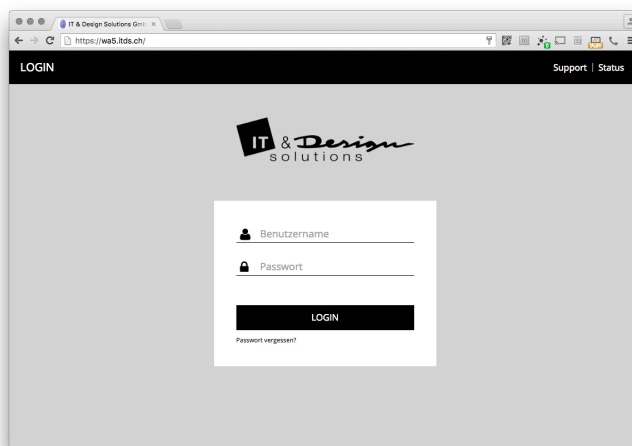 IT & Design Solutions Gmb
https://wa5.itds.ch/
LOGIN
Support | Status
IT & Design
solutions
Benutzername
Passwort
LOGIN
Passwort vergessen?